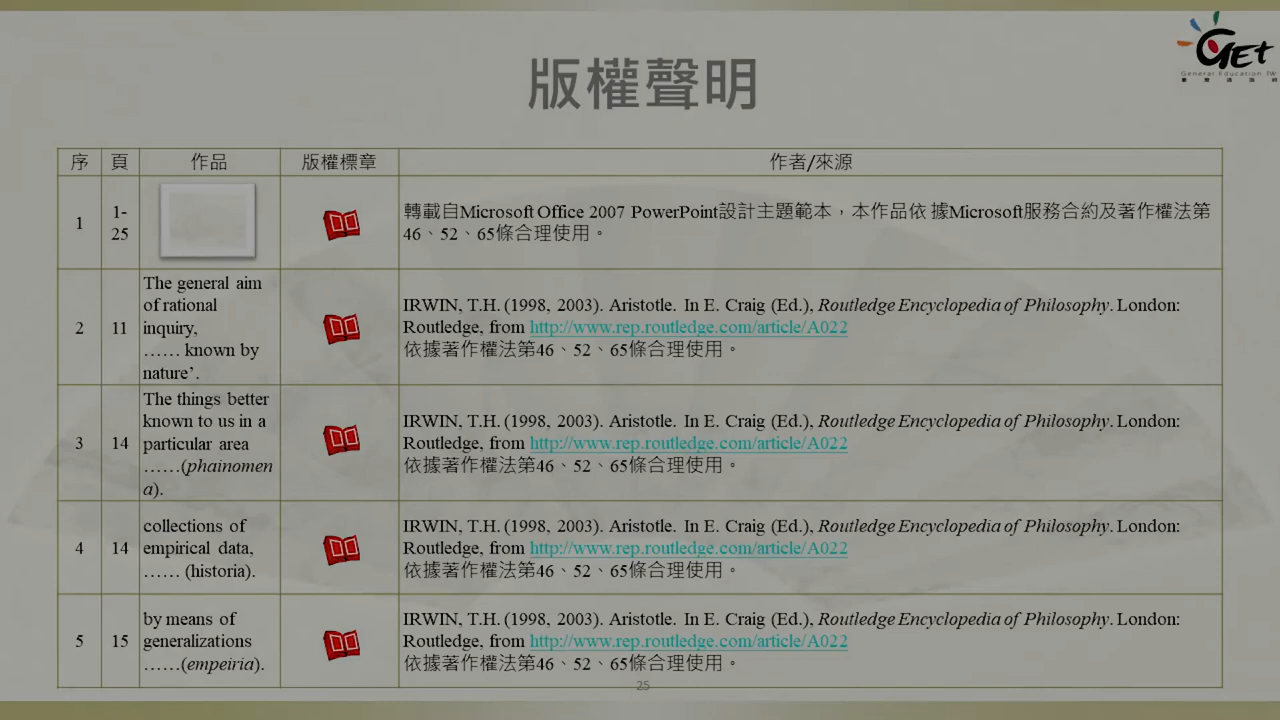 GEt
General Education TW
版權聲明
序 頁 作品 版權標章 作者/來源
1 1-25 轉載自Microsoft Office 2007 PowerPoint設計主題範本，本作品依 據Microsoft服務合約及著作權法第
46、52、65條合理使用。
The general aim
of rational
2 11 inquiry,
…… known by
nature’.
IRWIN, T.H. (1998, 2003). Aristotle. In E. Craig (Ed.), Routledge Encyclopedia of Philosophy. London:
Routledge, from http://www.rep.routledge.com/article/A022
依據著作權法第46、52、65條合理使用。
The things better
known to us in a
3 14 particular area
……(phainomen
a).
IRWIN, T.H. (1998, 2003). Aristotle. In E. Craig (Ed.), Routledge Encyclopedia of Philosophy. London:
Routledge, from http://www.rep.routledge.com/article/A022
依據著作權法第46、52、65條合理使用。
collections of
4 14 empirical data,
…… (historia).
IRWIN, T.H. (1998, 2003). Aristotle. In E. Craig (Ed.), Routledge Encyclopedia of Philosophy. London:
Routledge, from http://www.rep.routledge.com/article/A022
依據著作權法第46、52、65條合理使用。
by means of
5 15 generalizations
……(empeiria).
IRWIN, T.H. (1998, 2003). Aristotle. In E. Craig (Ed.), Routledge Encyclopedia of Philosophy. London:
Routledge, from http://www.rep.routledge.com/article/A022
依據著作權法第46、52、65條合理使用。
25